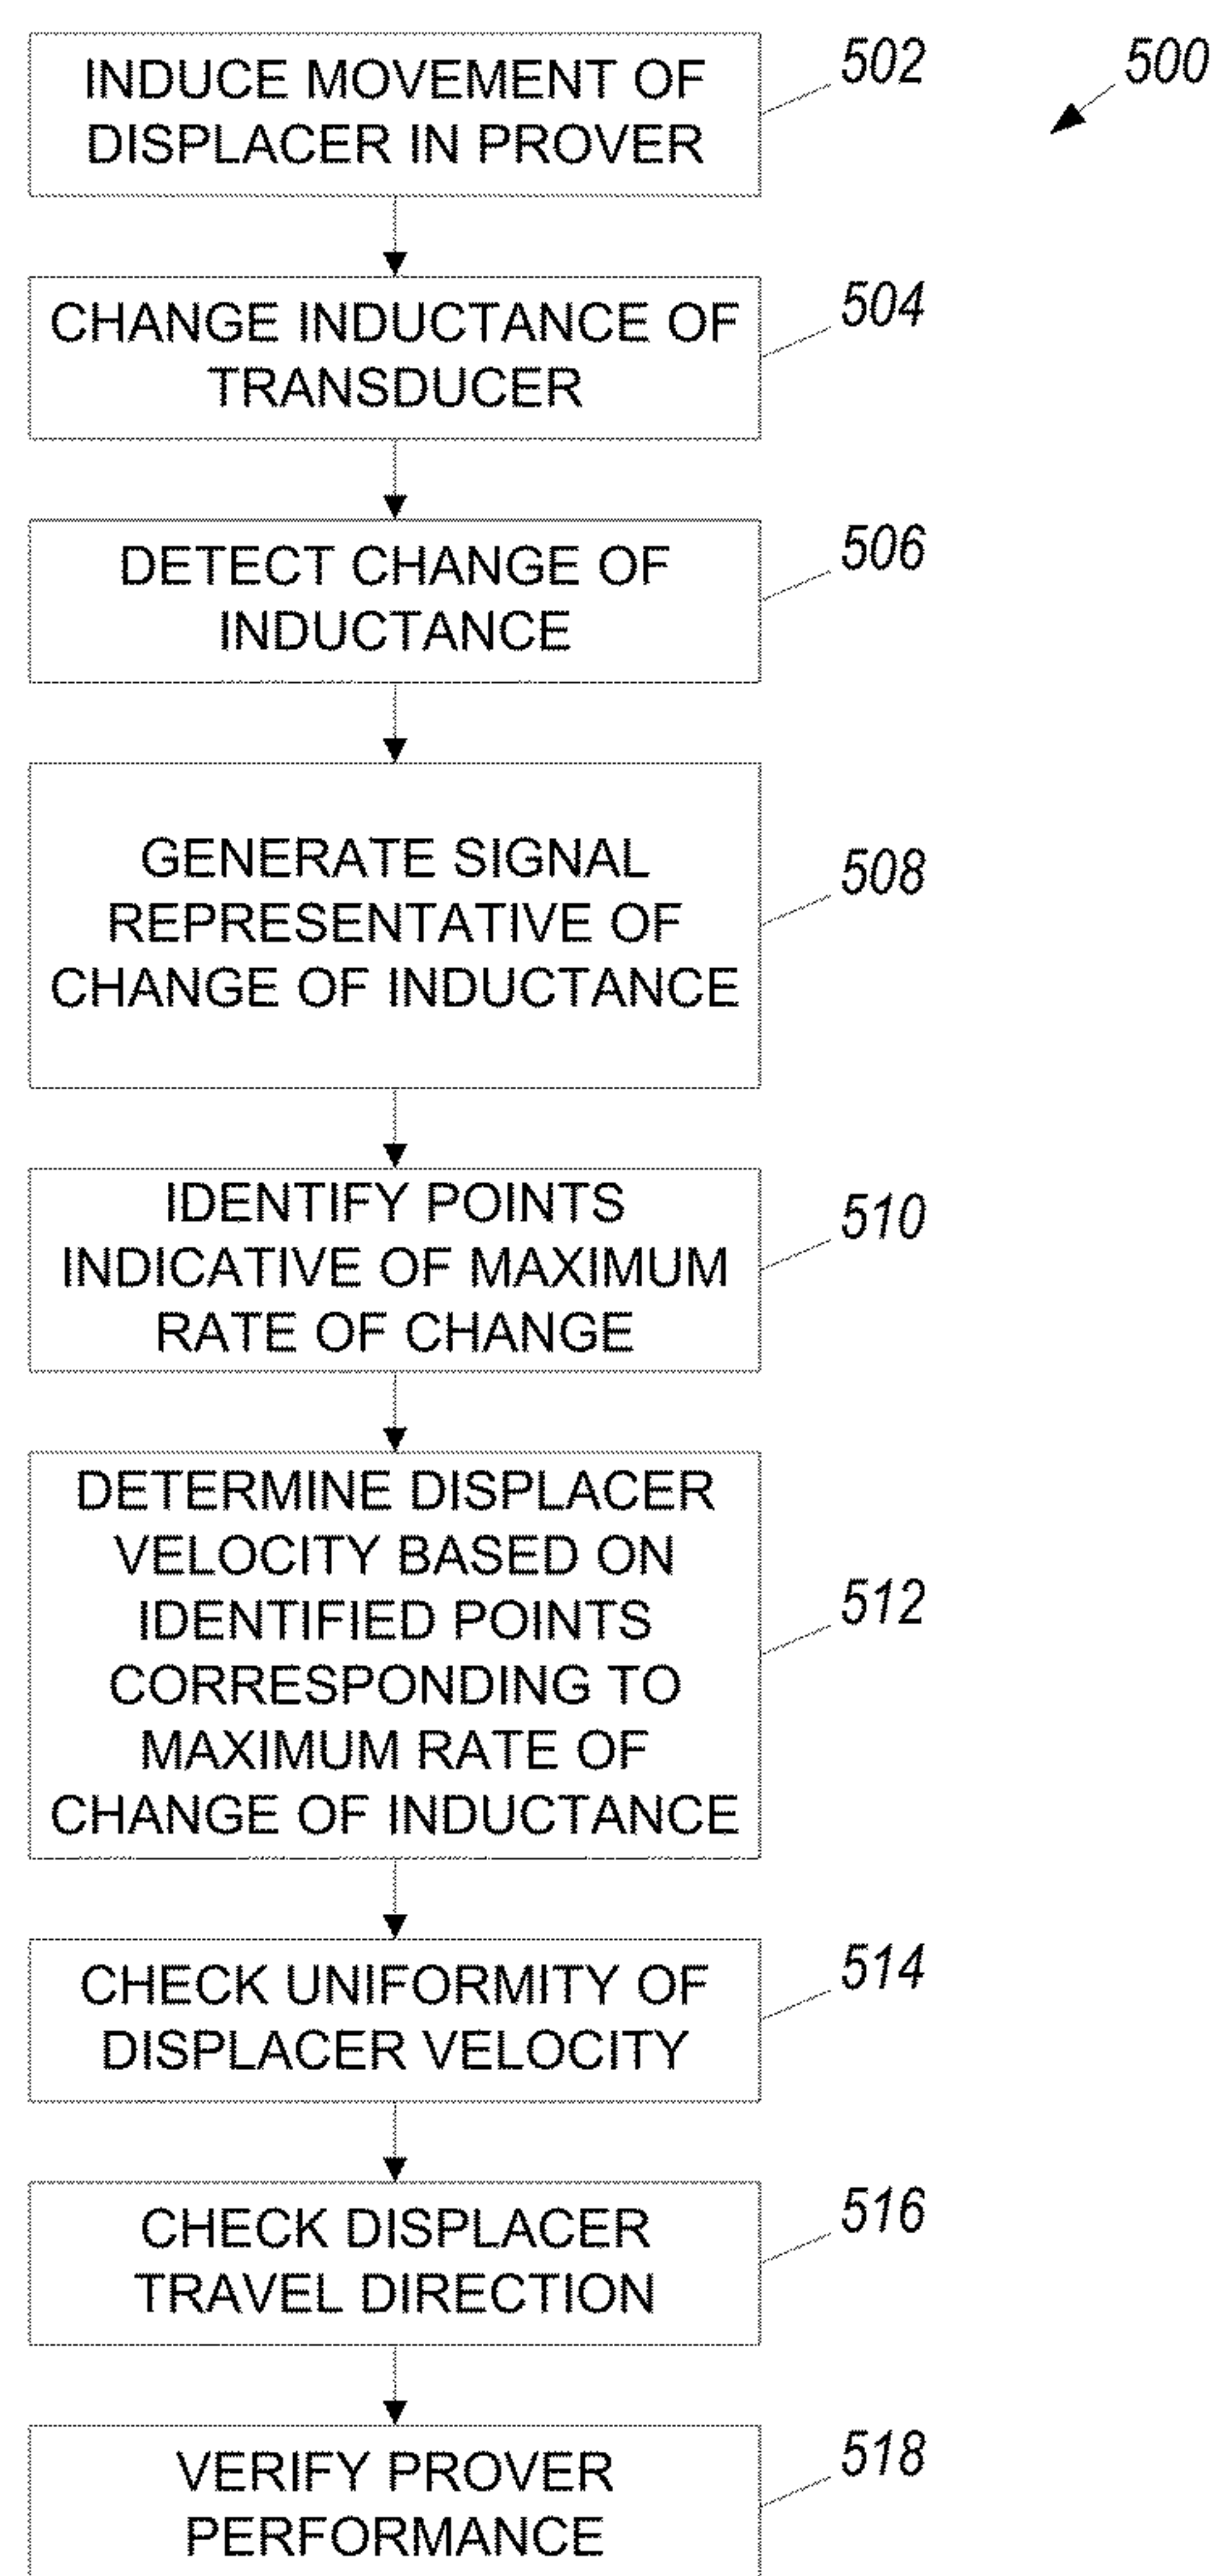 INDUCE MOVEMENT OF
DISPLACER IN PROVER
502
500
CHANGE INDUCTANCE OF
TRANSDUCER
504
DETECT CHANGE OF
INDUCTANCE
506
GENERATE SIGNAL
REPRESENTATIVE OF
CHANGE OF INDUCTANCE
508
IDENTIFY POINTS
INDICATIVE OF MAXIMUM
RATE OF CHANGE
510
DETERMINE DISPLACER
VELOCITY BASED ON
IDENTIFIED POINTS
CORRESPONDING TO
MAXIMUM RATE OF
CHANGE OF INDUCTANCE
512
CHECK UNIFORMITY OF
DISPLACER VELOCITY
514
CHECK DISPLACER
TRAVEL DIRECTION
516
VERIFY PROVER
PERFORMANCE
518